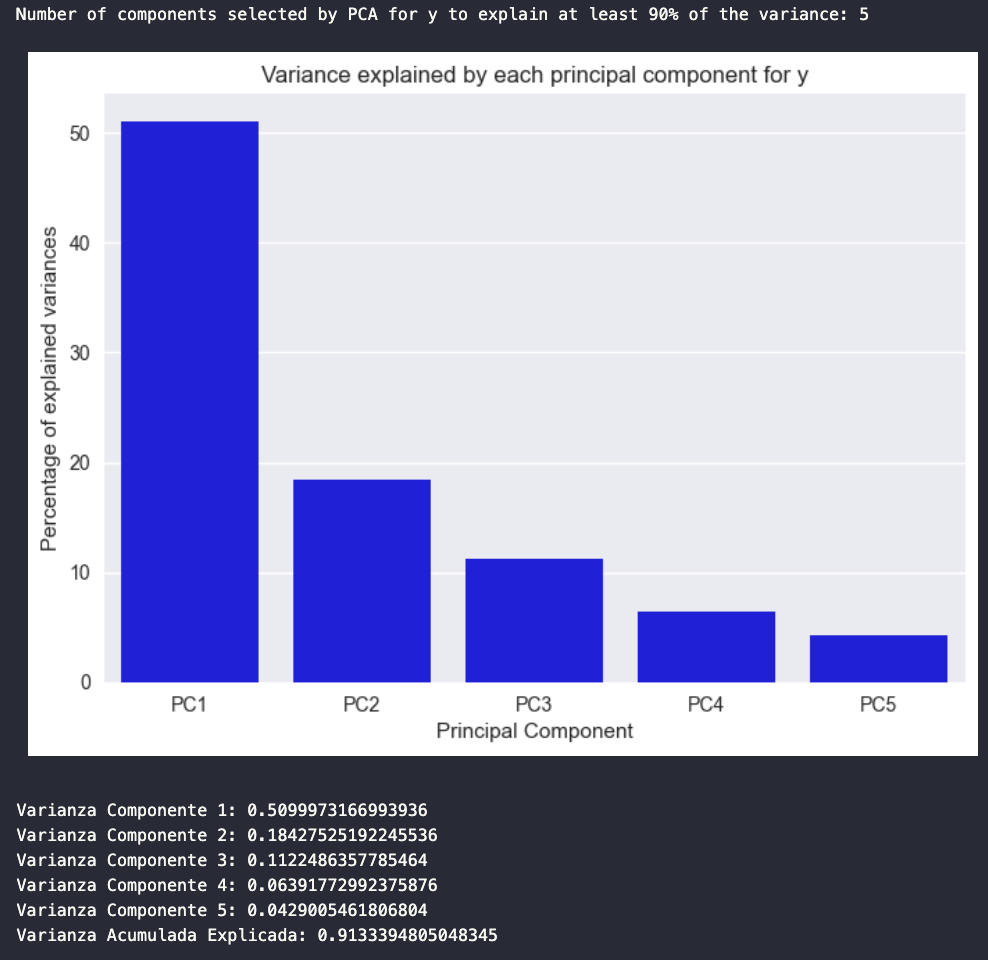 Number of components selected by PCA for y to explain at least 90% of the variance: 5
Variance explained by each principal component for y
Percentage of explained variances
50
40
30
20
10
0
PC1 PC2 PC3 PC4 PC5
Principal Component
Varianza Componente 1: 0.5099973166993936
Varianza Componente 2: 0.18427525192245536
Varianza Componente 3: 0.1122486357785464
Varianza Componente 4: 0.06391772992375876
Varianza Componente 5: 0.0429005461806804
Varianza Acumulada Explicada: 0.9133394805048345